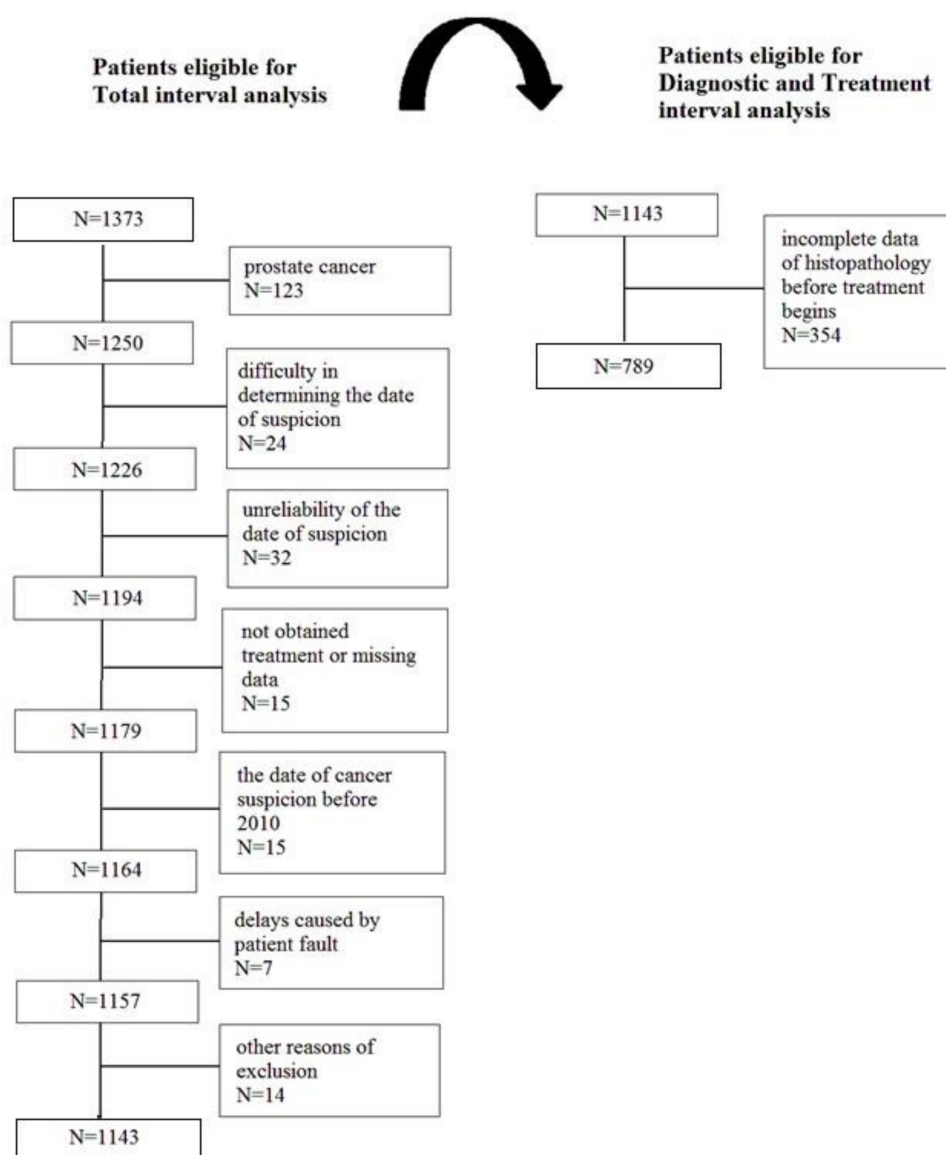 Patients eligible for
Total interval analysis
Patients eligible for
Diagnostic and Treatment
interval analysis
N=1373
prostate cancer
N=123
N=1250
difficulty in
determining the date
of suspicion
N=24
N=1226
unreliability of the
date of suspicion
N=32
N=1194
not obtained
treatment or missing
data
N=15
N=1179
the date of cancer
suspicion before
2010
N=15
N=1164
delays caused by
patient fault
N=7
N=1157
other reasons of
exclusion
N=14
N=1143
N=1143
incomplete data
of histopathology
before treatment
begins
N=354
N=789